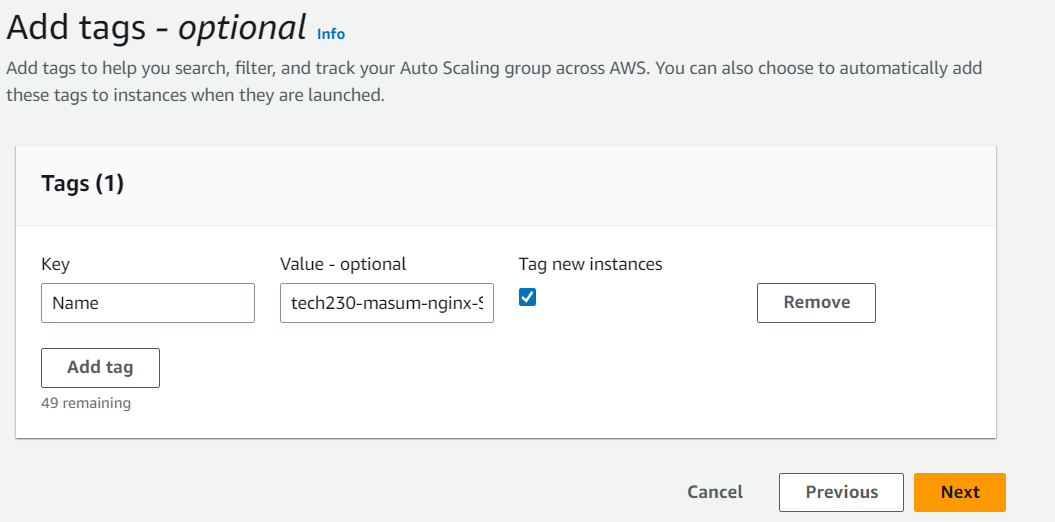 Add tags - optional Info
Add tags to help you search, filter, and track your Auto Scaling group across AWS. You can also choose to automatically add
these tags to instances when they are launched.
Tags (1)
Key Value - optional Tag new instances
Name tech230-masum-nginx-S Remove
Add tag
49 remaining
Cancel Previous Next